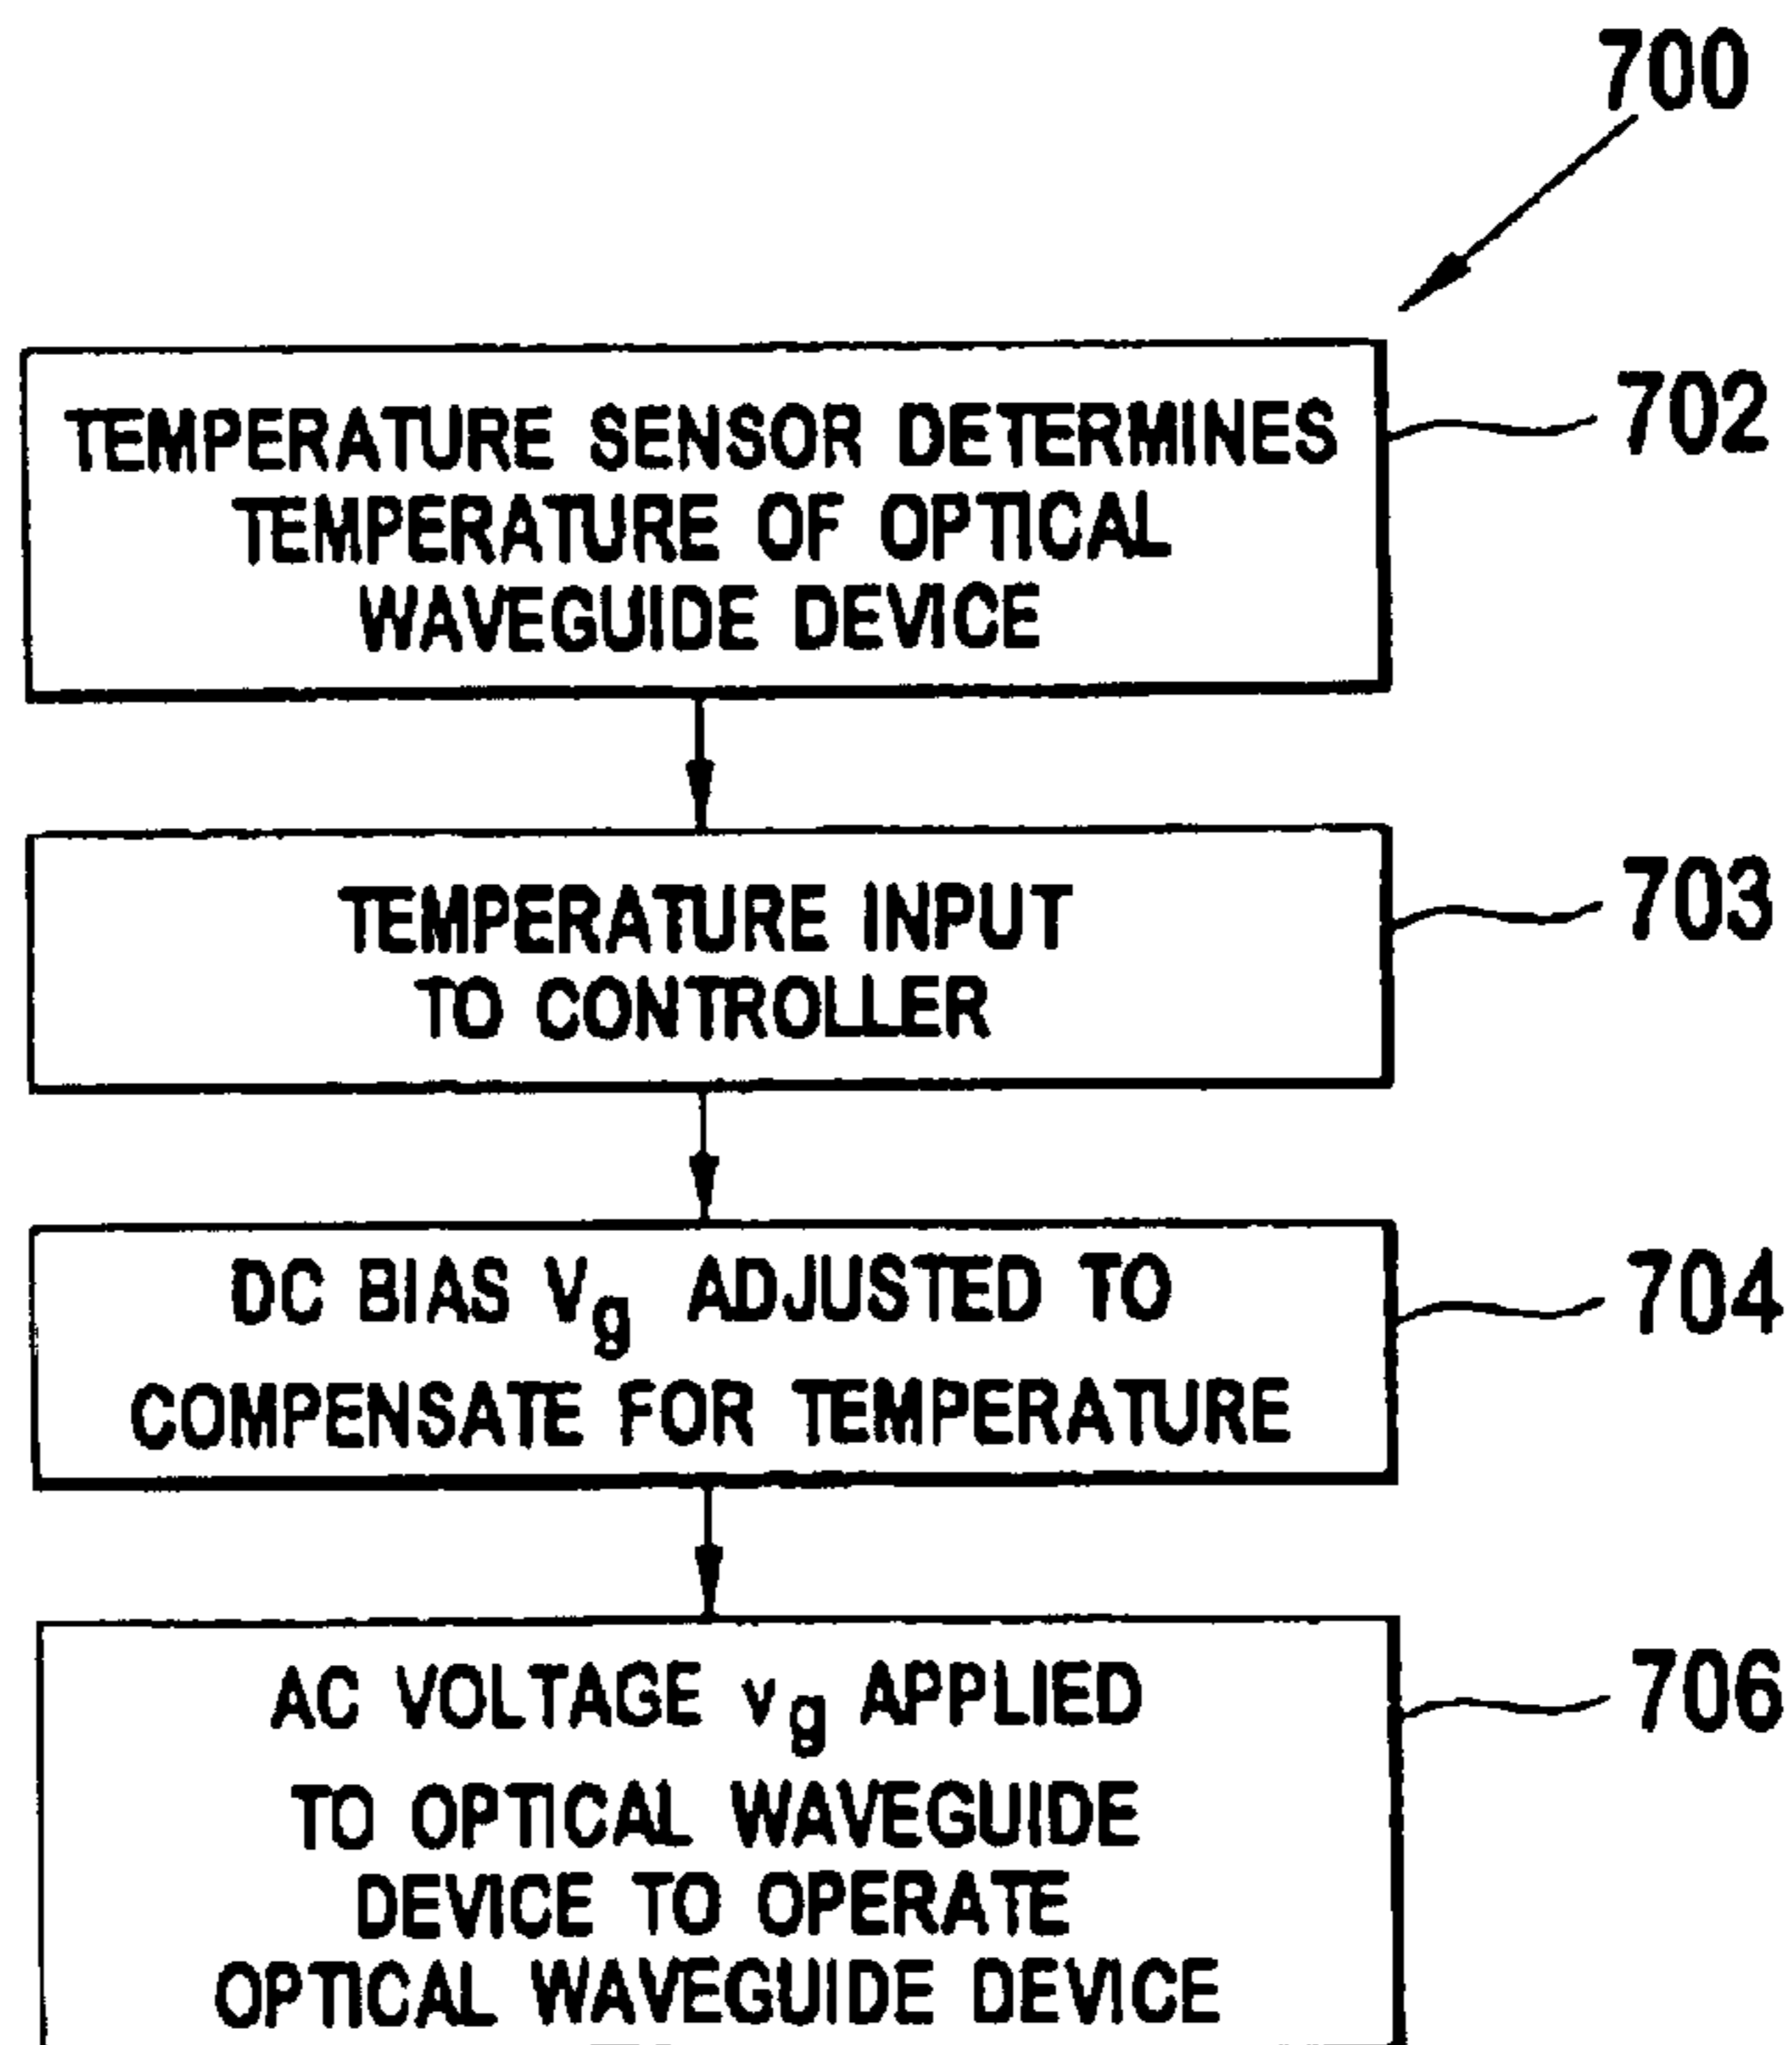 700
TEMPERATURE SENSOR DETERMINES
TEMPERATURE OF OPTICAL
WAVEGUIDE DEVICE
702
TEMPERATURE INPUT
TO CONTROLLER
703
DC BIAS Vg ADJUSTED TO
COMPENSATE FOR TEMPERATURE
704
AC VOLTAGE vg APPLIED
TO OPTICAL WAVEGUIDE
DEVICE TO OPERATE
OPTICAL WAVEGUIDE DEVICE
706